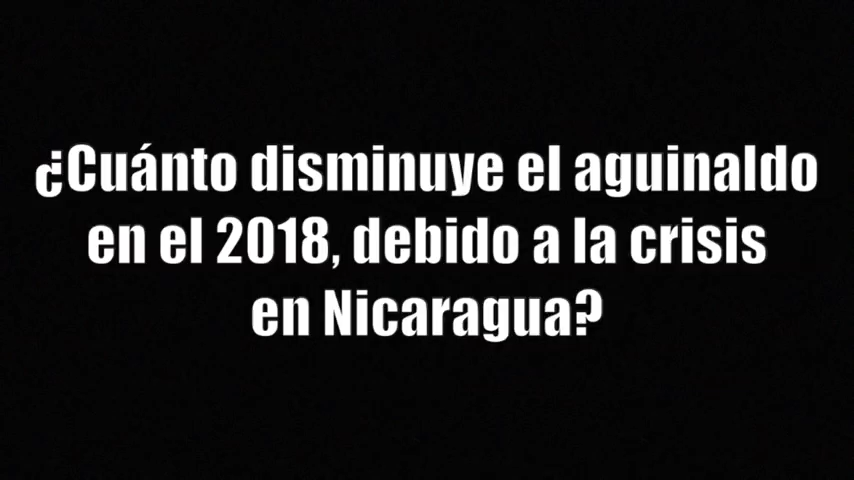 ¿Cuánto disminuye el aguinaldo
en el 2018, debido a la crisis
en Nicaragua?